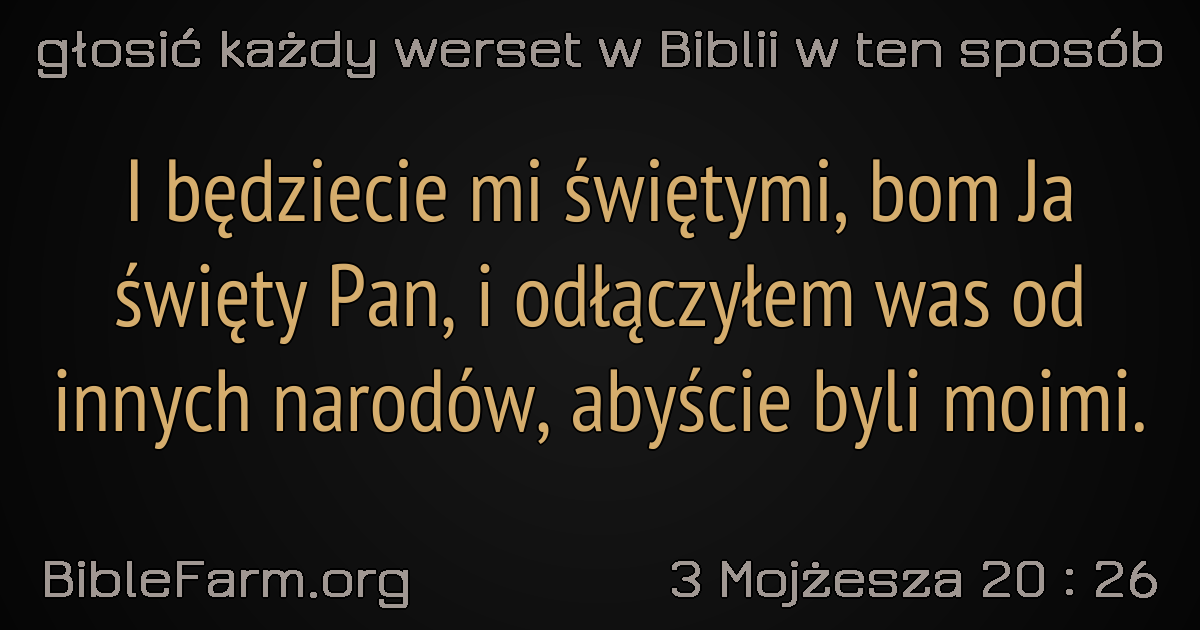 głosić każdy werset w Biblii w ten sposób
I będziecie mi świętymi, bom Ja
święty Pan, i odłączyłem was od
innych narodów, abyście byli moimi.
BibleFarm.org
3 Mojżesza 20 : 26